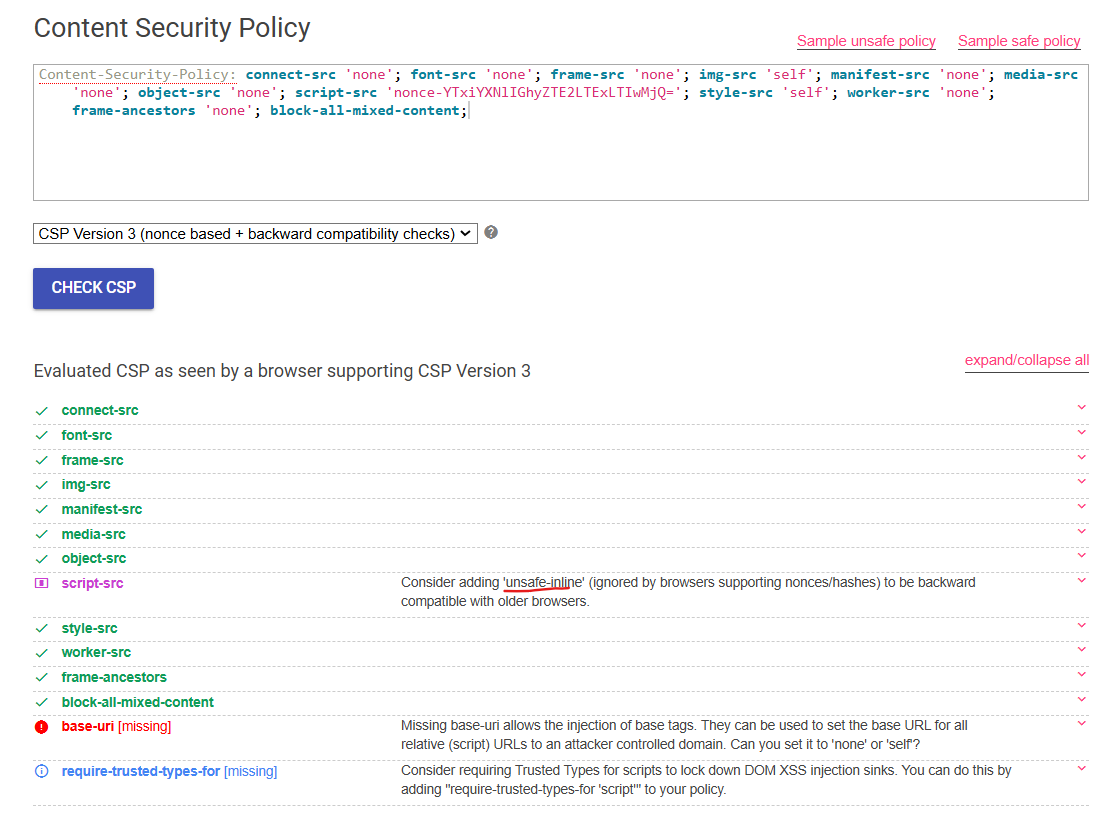 Content Security Policy
Sample unsafe policy
Sample safe policy
Content-Security-Policy: connect-src 'none'; font-src 'none'; frame-src 'none'; img-src 'self'; manifest-src 'none'; media-src
'none'; object-src 'none'; script-src 'nonce-YTxiYXNlIGhyZTE2LTExLTIwMjQ='; style-src 'self'; worker-src 'none';
frame-ancestors 'none'; block-all-mixed-content;
CSP Version 3 (nonce based + backward compatibility checks)
?
CHECK CSP
Evaluated CSP as seen by a browser supporting CSP Version 3
expand/collapse all
connect-src
font-src
frame-src
img-src
manifest-src
media-src
object-src
script-src
Consider adding 'unsafe-inline' (ignored by browsers supporting nonces/hashes) to be backward
compatible with older browsers.
style-src
worker-src
frame-ancestors
block-all-mixed-content
base-uri [missing]
Missing base-uri allows the injection of base tags. They can be used to set the base URL for all
relative (script) URLs to an attacker controlled domain. Can you set it to 'none' or 'self'?
require-trusted-types-for [missing]
Consider requiring Trusted Types for scripts to lock down DOM XSS injection sinks. You can do this by
adding "require-trusted-types-for 'script'" to your policy.